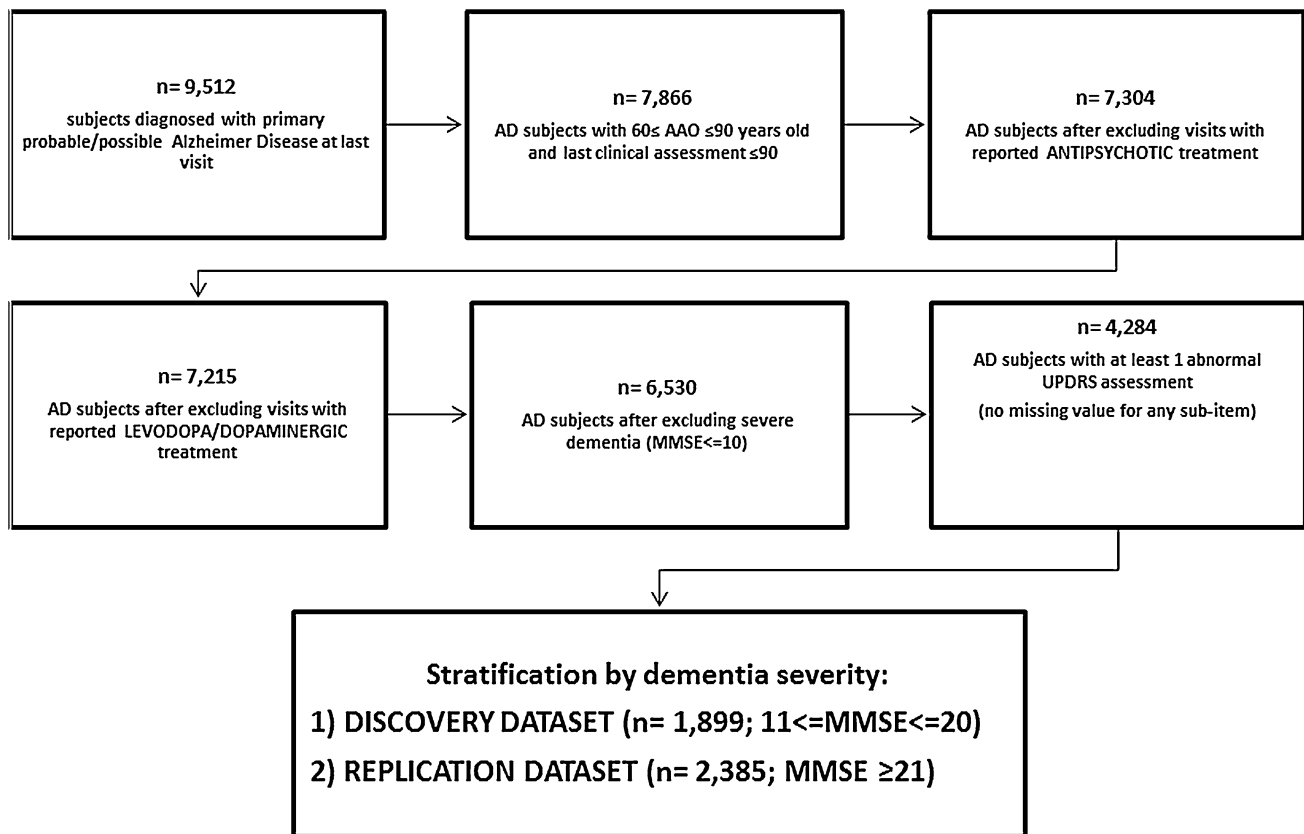 n= 9,512
subjects diagnosed with primary
probable/possible Alzheimer Disease at last
visit
n= 7,866
AD subjects with 60≤ AAO ≤90 years old
and last clinical assessment ≤90
n= 7,304
AD subjects after excluding visits with
reported ANTIPSYCHOTIC treatment
n= 7,215
AD subjects after excluding visits with
reported LEVODOPA/DOPAMINERGIC
treatment
n= 6,530
AD subjects after excluding severe
dementia (MMSE<=10)
n= 4,284
AD subjects with at least 1 abnormal
UPDRS assessment
(no missing value for any sub-item)
Stratification by dementia severity:
1) DISCOVERY DATASET (n= 1,899; 11<=MMSE<=20)
2) REPLICATION DATASET (n= 2,385; MMSE ≥21)